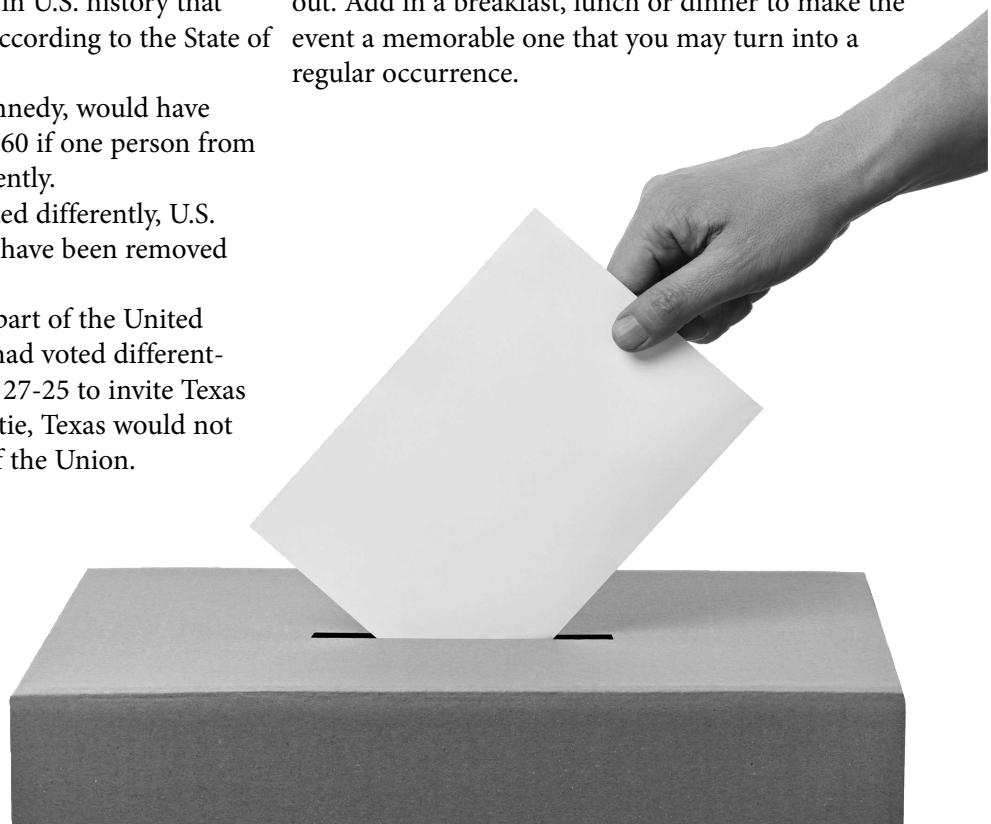 in U.S. history that
ccording to the State of
nnedy, would have
60 if one person from
ently.
ed differently, U.S.
have been removed
part of the United
had voted different-
27-25 to invite Texas
tie, Texas would not
f the Union.
out. Add in a breakfast, lunch or dinner to make the
event a memorable one that you may turn into a
regular occurrence.